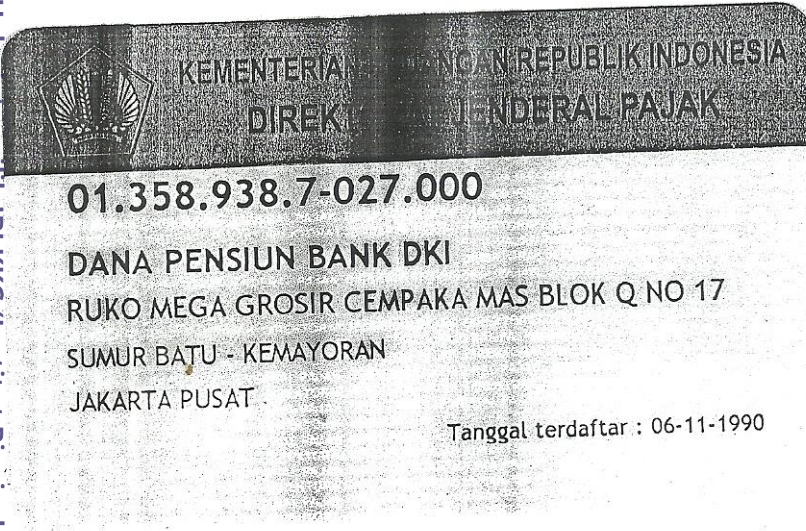 KEMENTERIAN REPUBLIK INDONESIA
JENDERAL PAJAK
01.358.938.7-027.000
DANA PENSIUN BANK DKI
RUKO MEGA GROSIR CEMPAKA MAS BLOK Q NO 17
SUMUR BATU - KEMAYORAN
JAKARTA PUSAT
Tanggal terdaftar : 06-11-1990